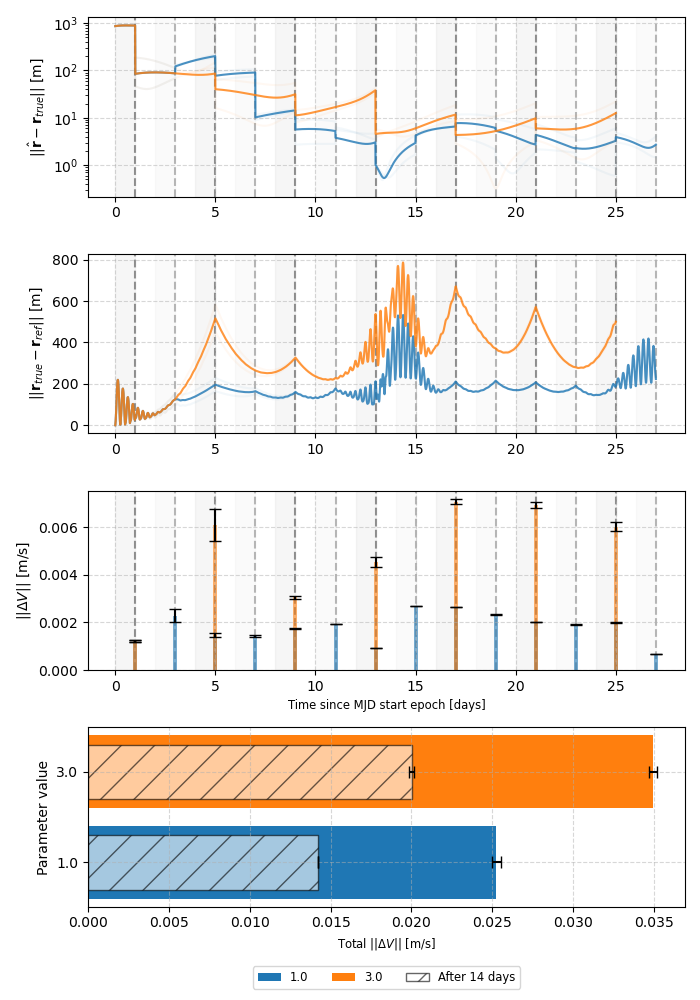 ||r̂ − r_true|| [m]
10³
10²
10¹
10⁰
0 5 10 15 20 25
||r_true − r_ref|| [m]
800
600
400
200
0
0 5 10 15 20 25
||ΔV|| [m/s]
0.006
0.004
0.002
0.000
0 5 10 15 20 25
Time since MJD start epoch [days]
Parameter value
3.0
1.0
0.000 0.005 0.010 0.015 0.020 0.025 0.030 0.035
Total ||ΔV|| [m/s]
1.0 3.0 After 14 days